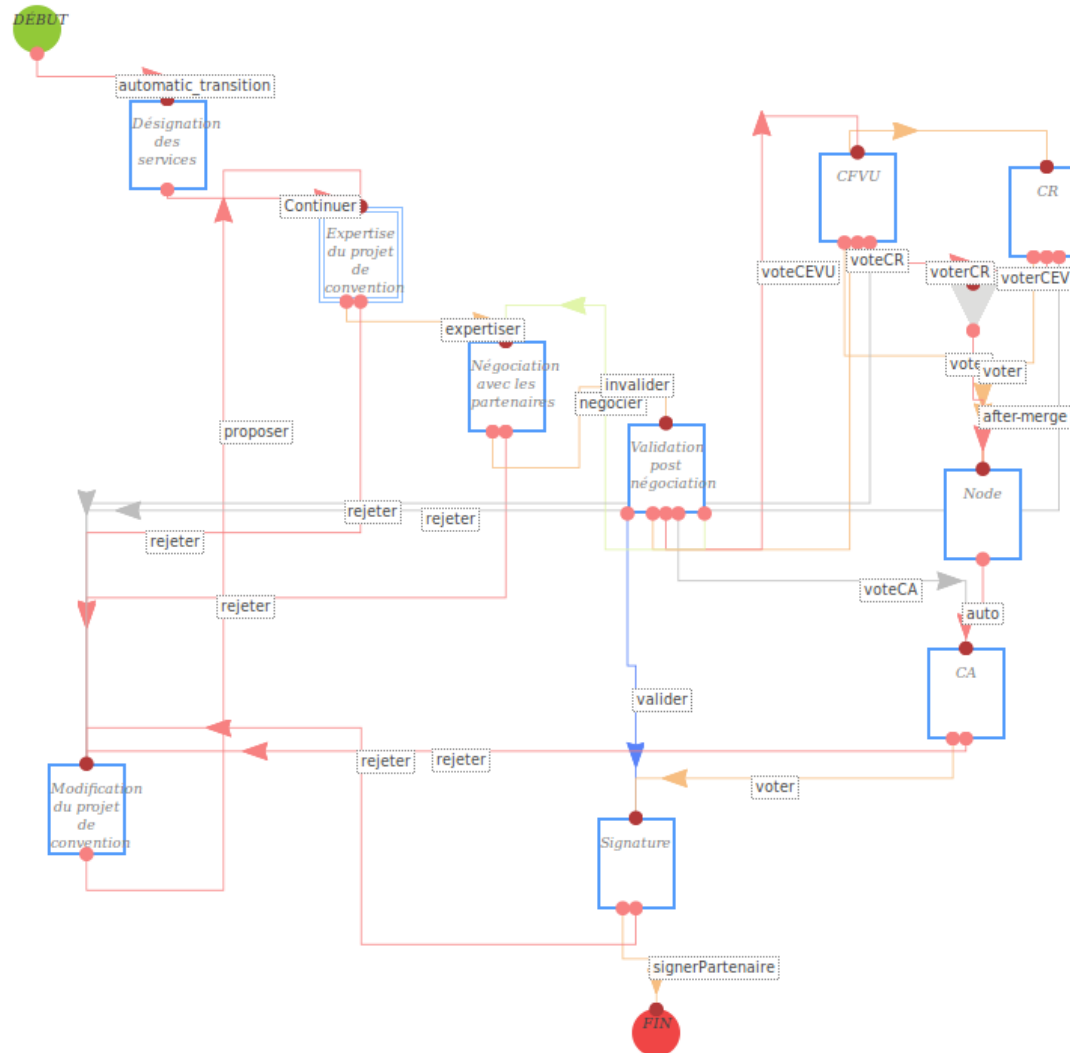 DÉBUT
automatic_transition
Désignation
des
services
Continuer
Expertise
du projet
de
convention
expertiser
Négociation
avec les
partenaires
invalider
negocier
Validation
post
négociation
CFVU
CR
voteCR
voteCEVU
voterCR
voterCEV
vote
voter
after-merge
Node
proposer
rejeter
rejeter
rejeter
rejeter
voteCA
auto
CA
valider
rejeter
rejeter
voter
Modification
du projet
de
convention
Signature
signerPartenaire
FIN